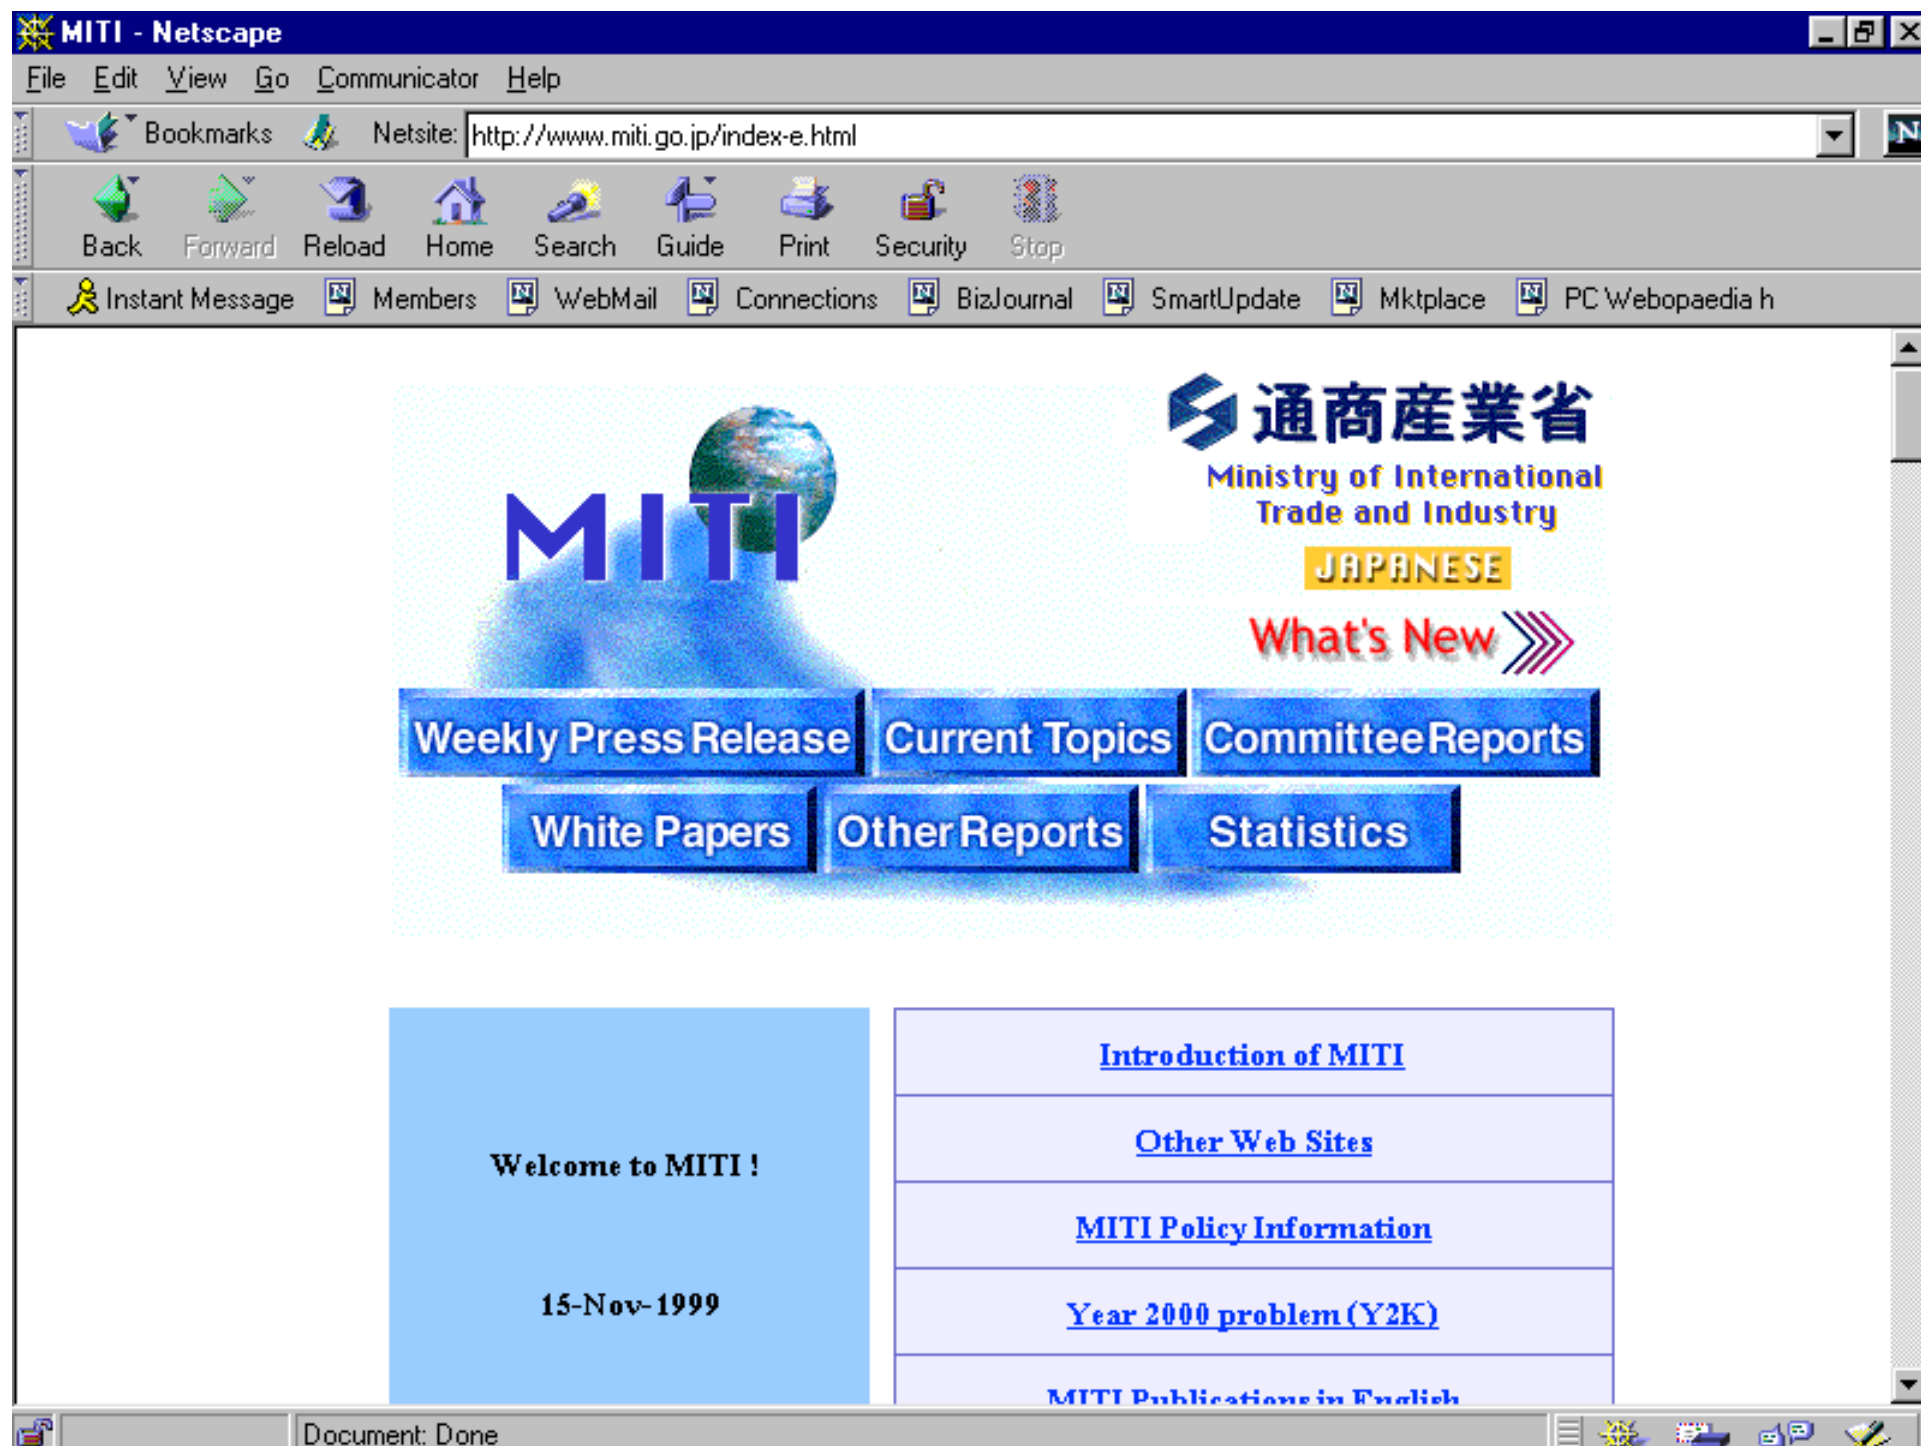 MITI - Netscape
File Edit View Go Communicator Help
Bookmarks Netsite: http://www.miti.go.jp/index-e.html N
Back Forward Reload Home Search Guide Print Security Stop
Instant Message Members WebMail Connections BizJournal SmartUpdate Mktplace PC Webopaedia h
通商産業省
MITI
Ministry of International
Trade and Industry
JAPANESE
What's New
Weekly Press Release Current Topics Committee Reports
White Papers Other Reports Statistics
Welcome to MITI !
15-Nov-1999
Introduction of MITI
Other Web Sites
MITI Policy Information
Year 2000 problem (Y2K)
MITI Publications in English
Document: Done